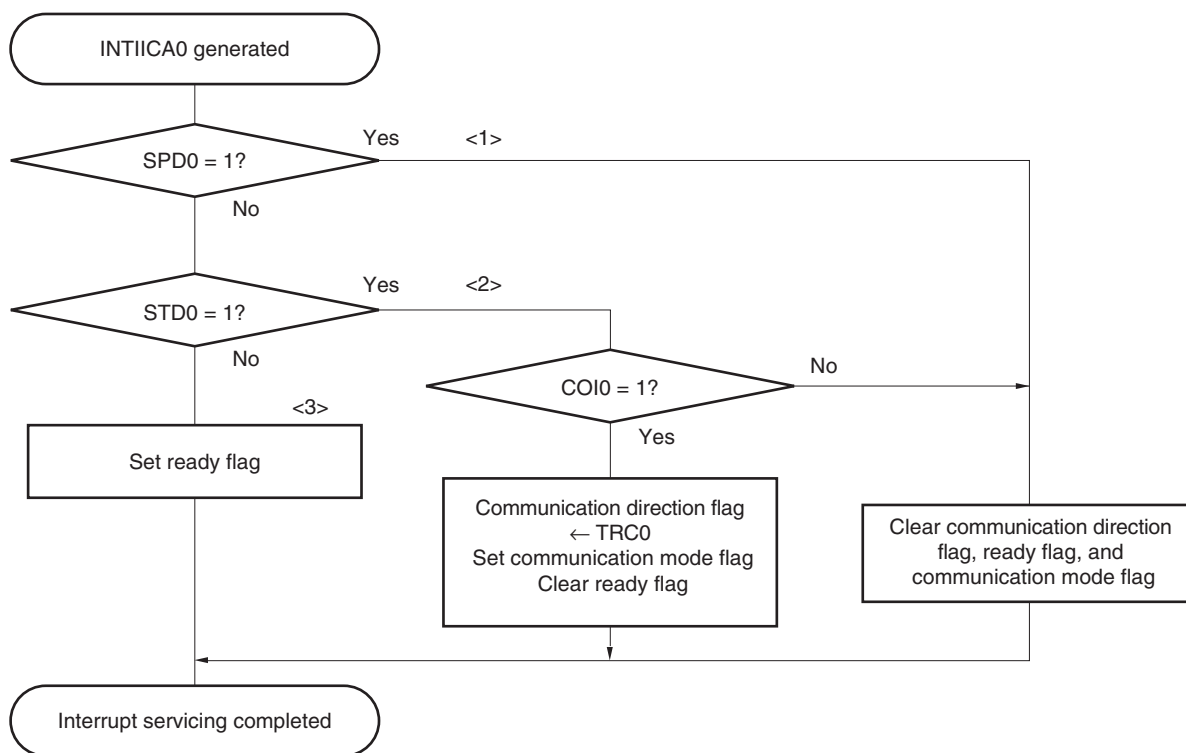 INTIICA0 generated
Yes
<1>
SPD0 = 1?
No
Yes
<2>
STD0 = 1?
No
COI0 = 1?
No
<3>
Yes
Set ready flag
Communication direction flag
← TRC0
Set communication mode flag
Clear ready flag
Clear communication direction
flag, ready flag, and
communication mode flag
Interrupt servicing completed